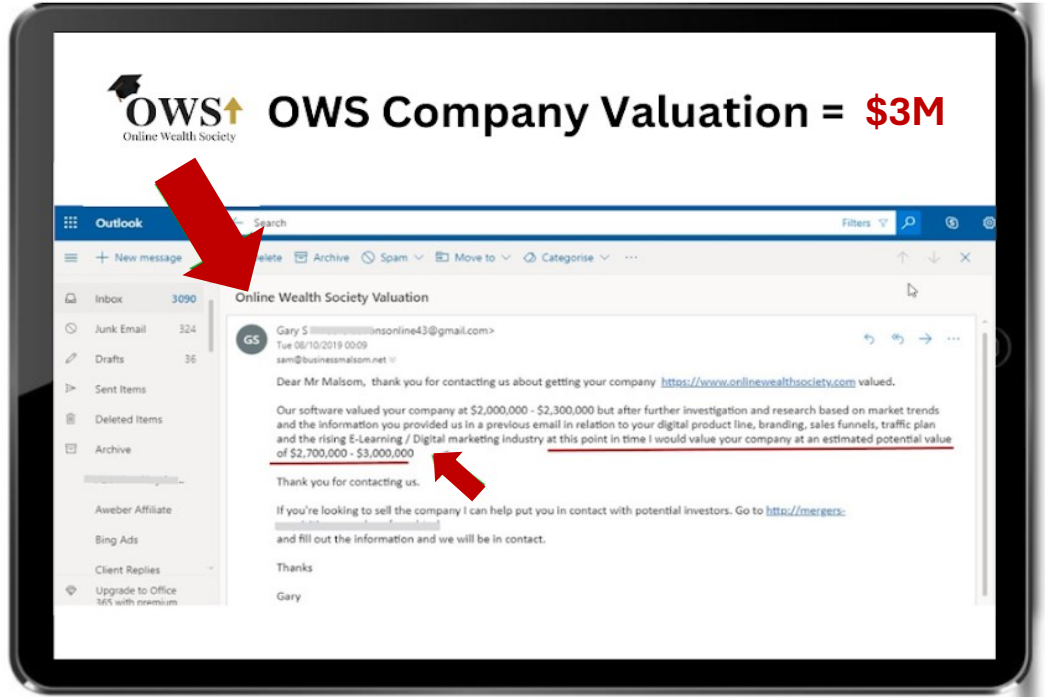 OWS
Online Wealth Society
OWS Company Valuation = $3M
Outlook
Search
Filters
New message
Archive
Spam
Move to
Categorise
Inbox 3090
Junk Email 324
Drafts 36
Sent Items
Deleted Items
Archive
Aweber Affiliate
Bing Ads
Client Replies
Upgrade to Office
365 with premium
Online Wealth Society Valuation
GS
Gary S nsonline43@gmail.com>
Tue 08/10/2019 00:09
sam@businessmalsom.net
Dear Mr Malsom, thank you for contacting us about getting your company https://www.onlinewealthsociety.com valued.
Our software valued your company at $2,000,000 - $2,300,000 but after further investigation and research based on market trends
and the information you provided us in a previous email in relation to your digital product line, branding, sales funnels, traffic plan
and the rising E-Learning / Digital marketing industry at this point in time I would value your company at an estimated potential value
of $2,700,000 - $3,000,000
Thank you for contacting us.
If you're looking to sell the company I can help put you in contact with potential investors. Go to http://mergers-
and fill out the information and we will be in contact.
Thanks
Gary